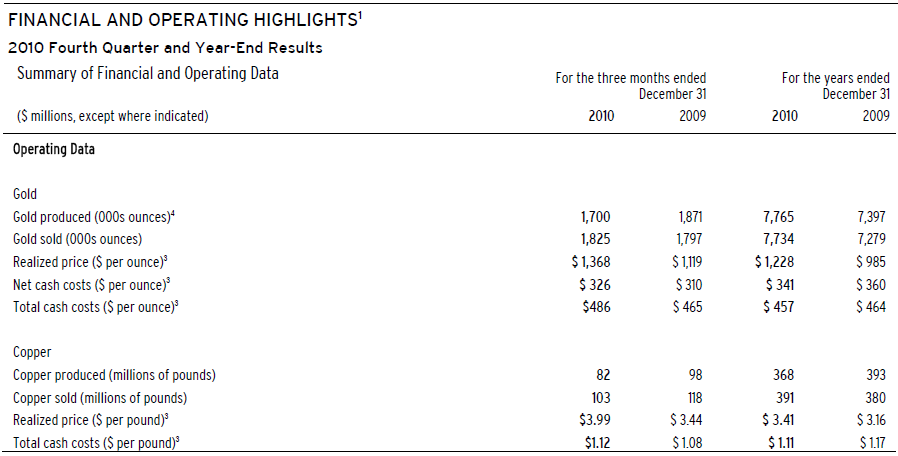 FINANCIAL AND OPERATING HIGHLIGHTS¹
2010 Fourth Quarter and Year-End Results
Summary of Financial and Operating Data For the three months ended December 31 For the years ended December 31
($ millions, except where indicated) 2010 2009 2010 2009
Operating Data
Gold
Gold produced (000s ounces)⁴ 1,700 1,871 7,765 7,397
Gold sold (000s ounces) 1,825 1,797 7,734 7,279
Realized price ($ per ounce)³ $ 1,368 $ 1,119 $ 1,228 $ 985
Net cash costs ($ per ounce)³ $ 326 $ 310 $ 341 $ 360
Total cash costs ($ per ounce)³ $486 $ 465 $ 457 $ 464
Copper
Copper produced (millions of pounds) 82 98 368 393
Copper sold (millions of pounds) 103 118 391 380
Realized price ($ per pound)³ $3.99 $ 3.44 $ 3.41 $ 3.16
Total cash costs ($ per pound)³ $1.12 $ 1.08 $ 1.11 $ 1.17